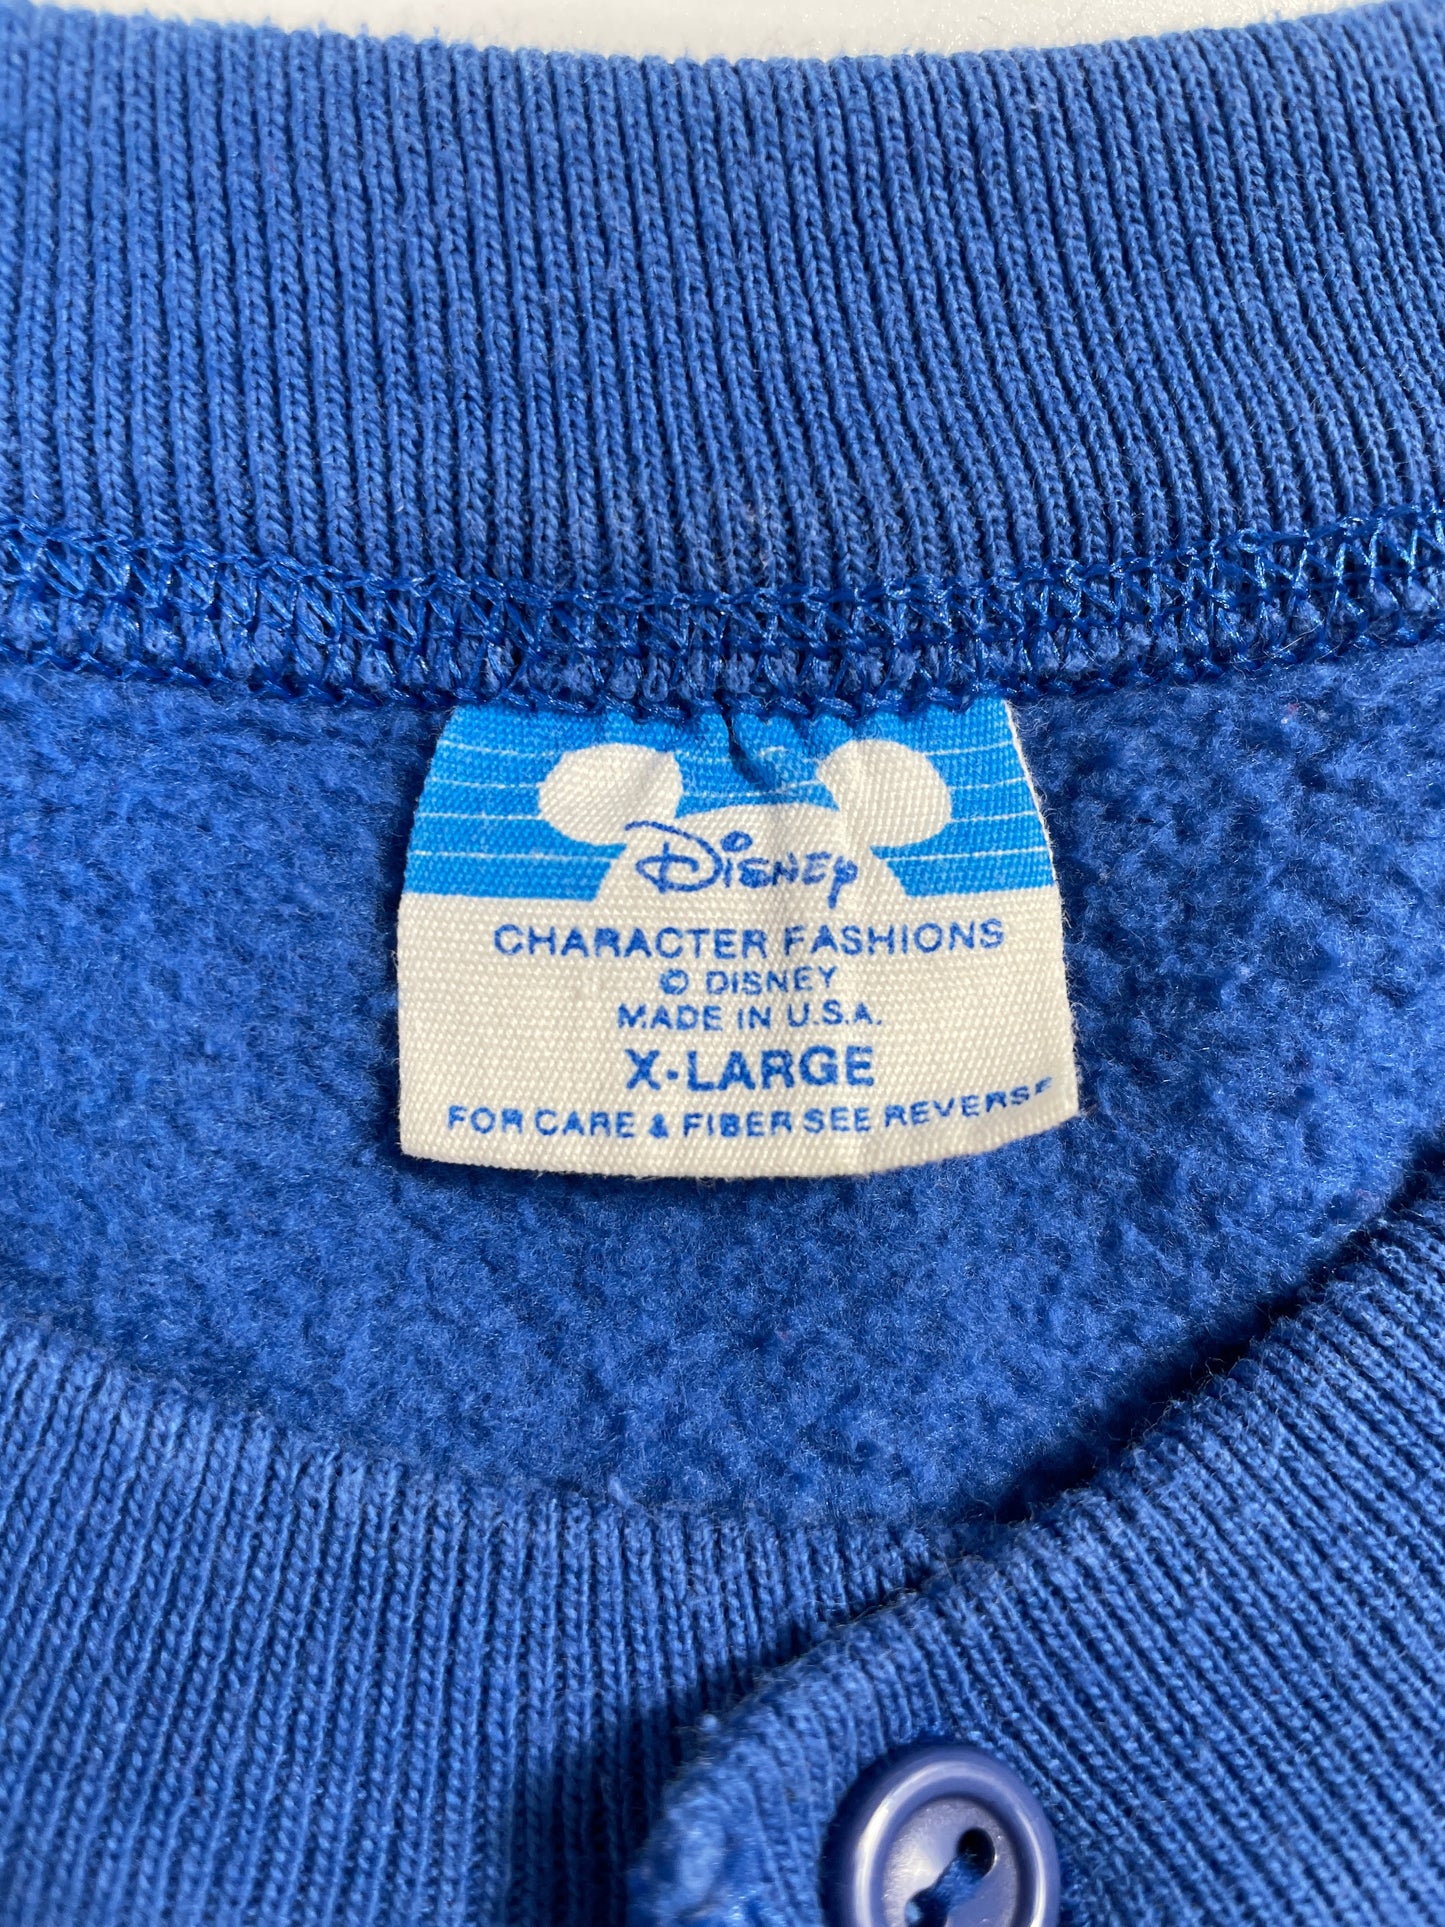 Disney
CHARACTER FASHIONS
© DISNEY
MADE IN U.S.A.
X-LARGE
FOR CARE & FIBER SEE REVERSE